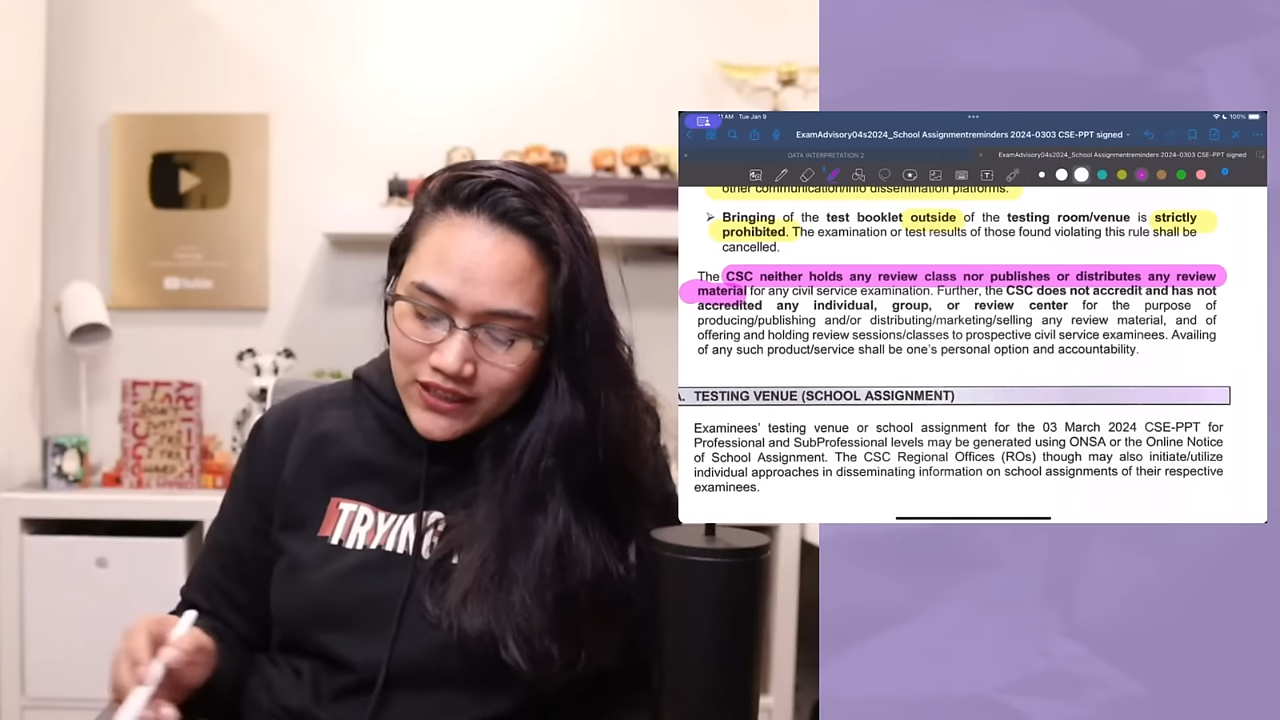 YouTube
TRYING
11AM Tue Jan 9
100%
ExamAdvisory04s2024_School Assignmentreminders 2024-0303 CSE-PPT signed
DATA INTERPRETATION 2
ExamAdvisory04s2024_School Assignmentreminders 2024-0303 CSE-PPT signed
other communication/info dissemination platforms.
➢ Bringing of the test booklet outside of the testing room/venue is strictly
prohibited. The examination or test results of those found violating this rule shall be
cancelled.
The CSC neither holds any review class nor publishes or distributes any review
material for any civil service examination. Further, the CSC does not accredit and has not
accredited any individual, group, or review center for the purpose of
producing/publishing and/or distributing/marketing/selling any review material, and of
offering and holding review sessions/classes to prospective civil service examinees. Availing
of any such product/service shall be one's personal option and accountability.
A. TESTING VENUE (SCHOOL ASSIGNMENT)
Examinees' testing venue or school assignment for the 03 March 2024 CSE-PPT for
Professional and SubProfessional levels may be generated using ONSA or the Online Notice
of School Assignment. The CSC Regional Offices (ROs) though may also initiate/utilize
individual approaches in disseminating information on school assignments of their respective
examinees.